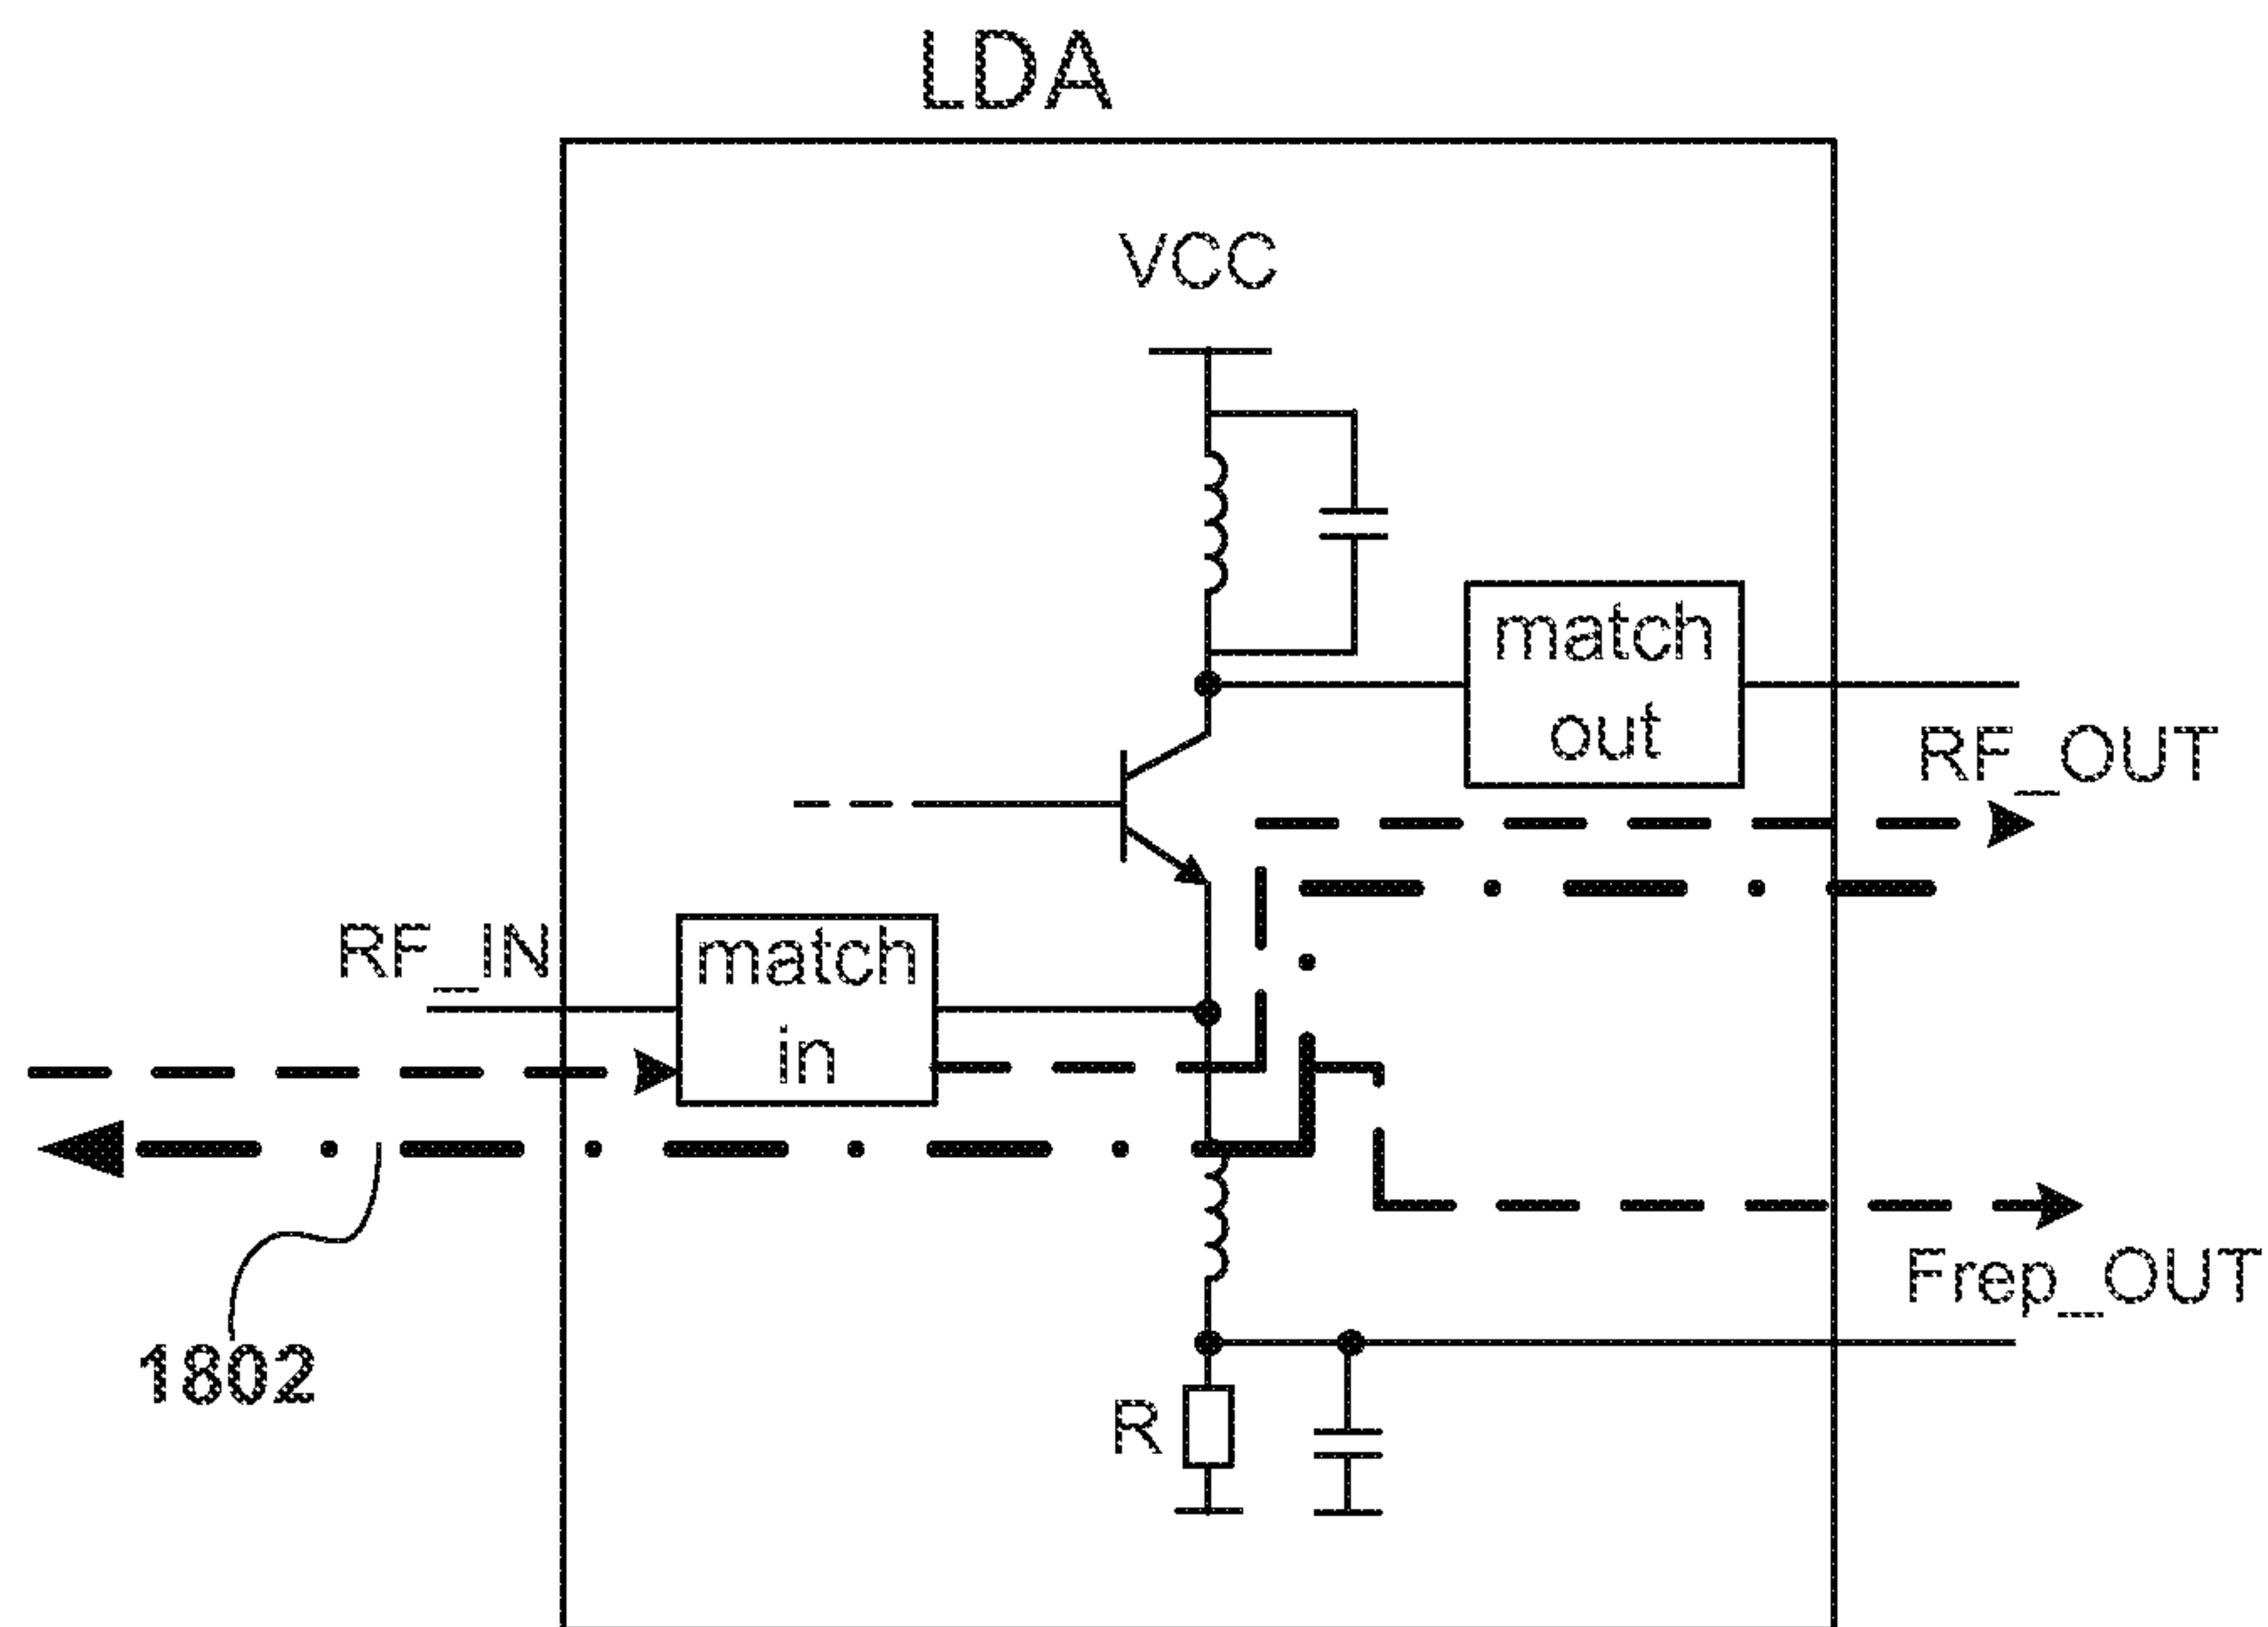 LDA
VCC
match
out
RF_OUT
RF_IN
match
in
Frep_OUT
1802
R